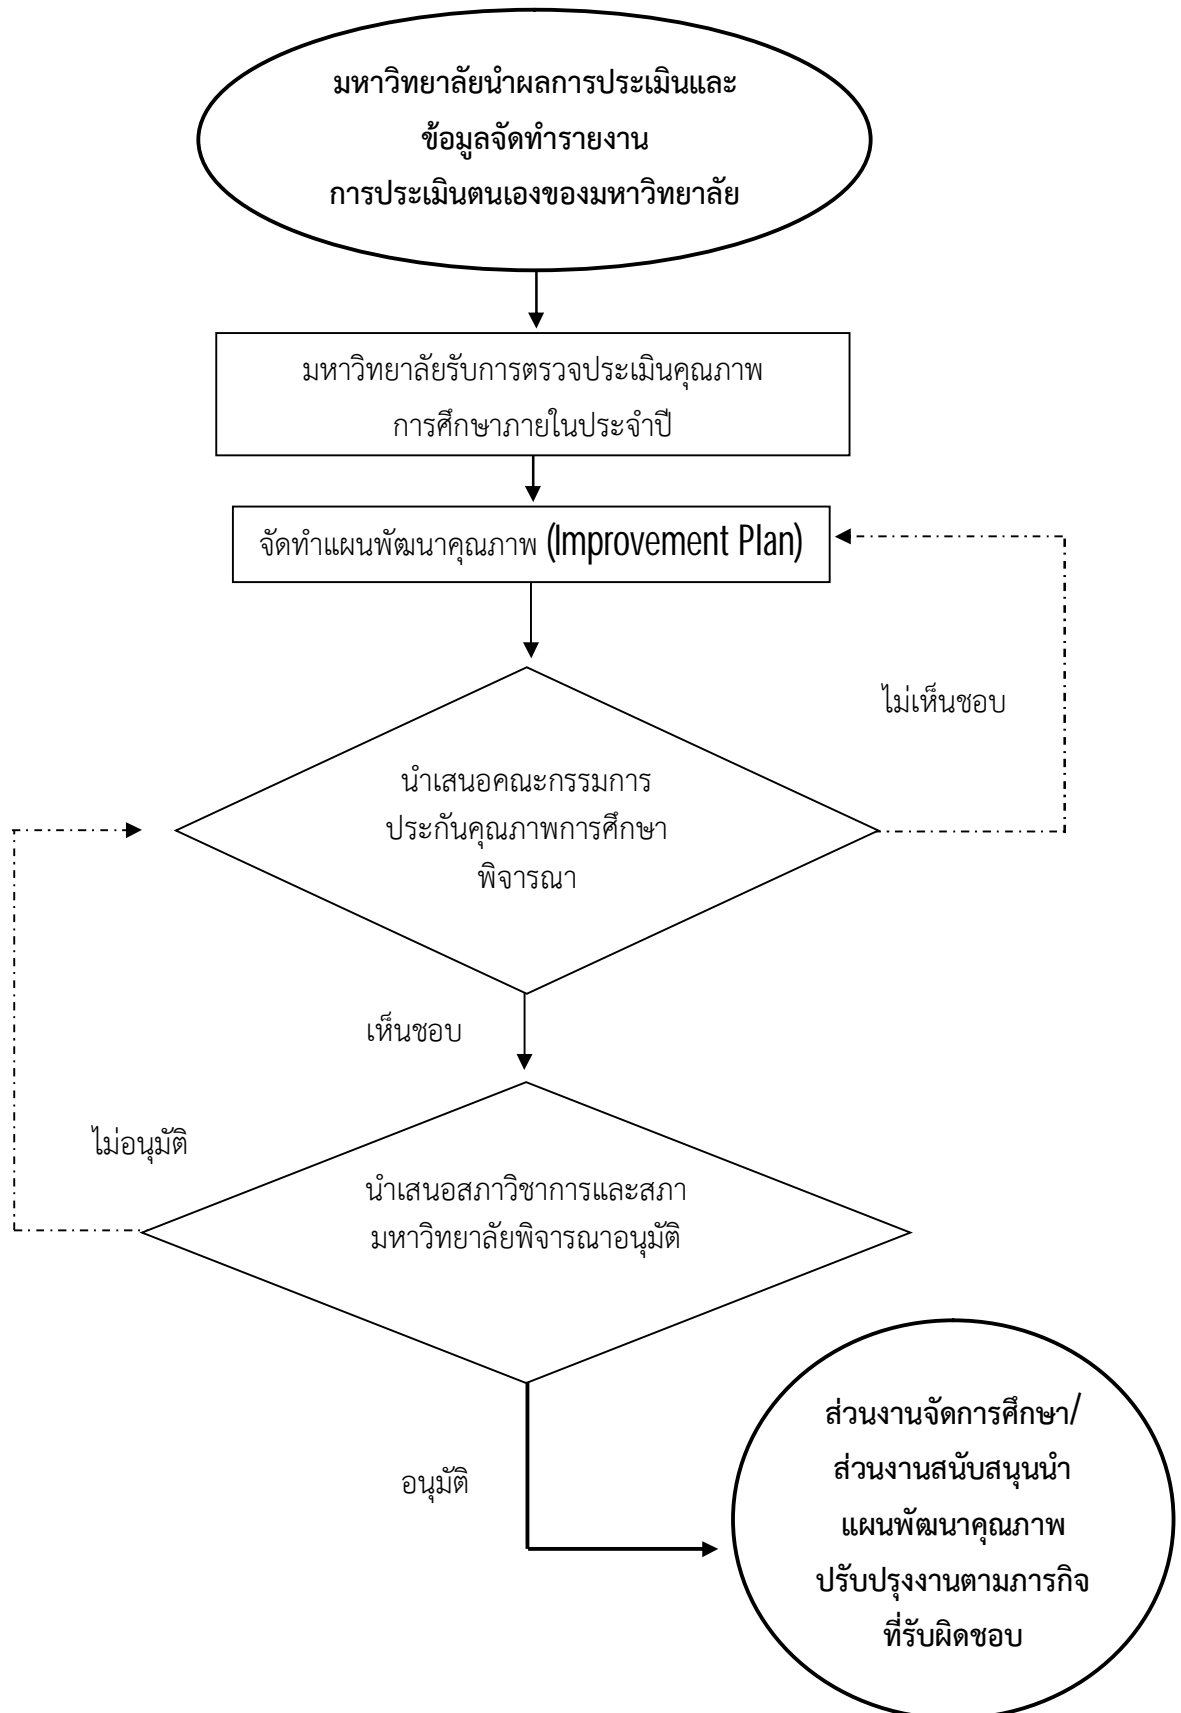 มหาวิทยาลัยนำผลการประเมินและ
ข้อมูลจัดทำรายงาน
การประเมินตนเองของมหาวิทยาลัย
มหาวิทยาลัยรับการตรวจประเมินคุณภาพ
การศึกษาภายในประจำปี
จัดทำแผนพัฒนาคุณภาพ (Improvement Plan)
ไม่เห็นชอบ
นำเสนอคณะกรรมการ
ประกันคุณภาพการศึกษา
พิจารณา
เห็นชอบ
ไม่อนุมัติ
นำเสนอสภาวิชาการและสภา
มหาวิทยาลัยพิจารณาอนุมัติ
อนุมัติ
ส่วนงานจัดการศึกษา/
ส่วนงานสนับสนุนนำ
แผนพัฒนาคุณภาพ
ปรับปรุงงานตามภารกิจ
ที่รับผิดชอบ